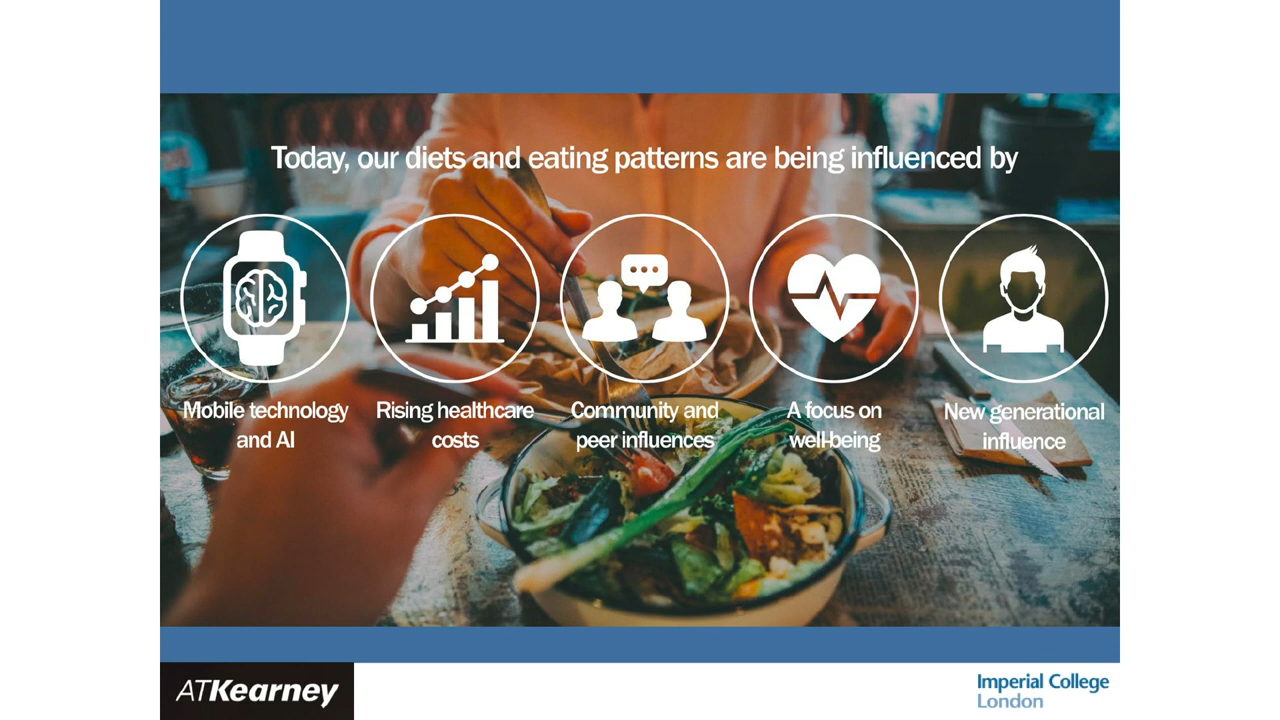 Today, our diets and eating patterns are being influenced by
Mobile technology
and AI
Rising healthcare
costs
Community and
peer influences
A focus on
well-being
New generational
influence
ATKearney
Imperial College
London